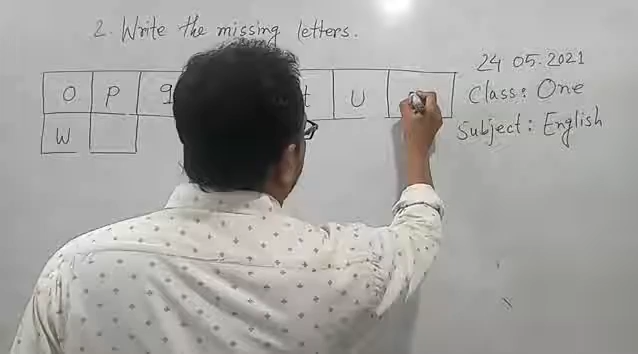 2. Write the missing letters.
24 05.2021
O P q t U
Class: One
W
Subject: English